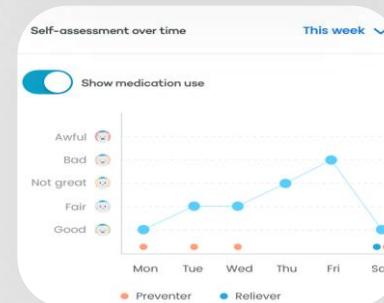 Self-assessment over time
This week
Show medication use
Awful
Bad
Not great
Fair
Good
Mon Tue Wed Thu Fri
Preventer Reliever